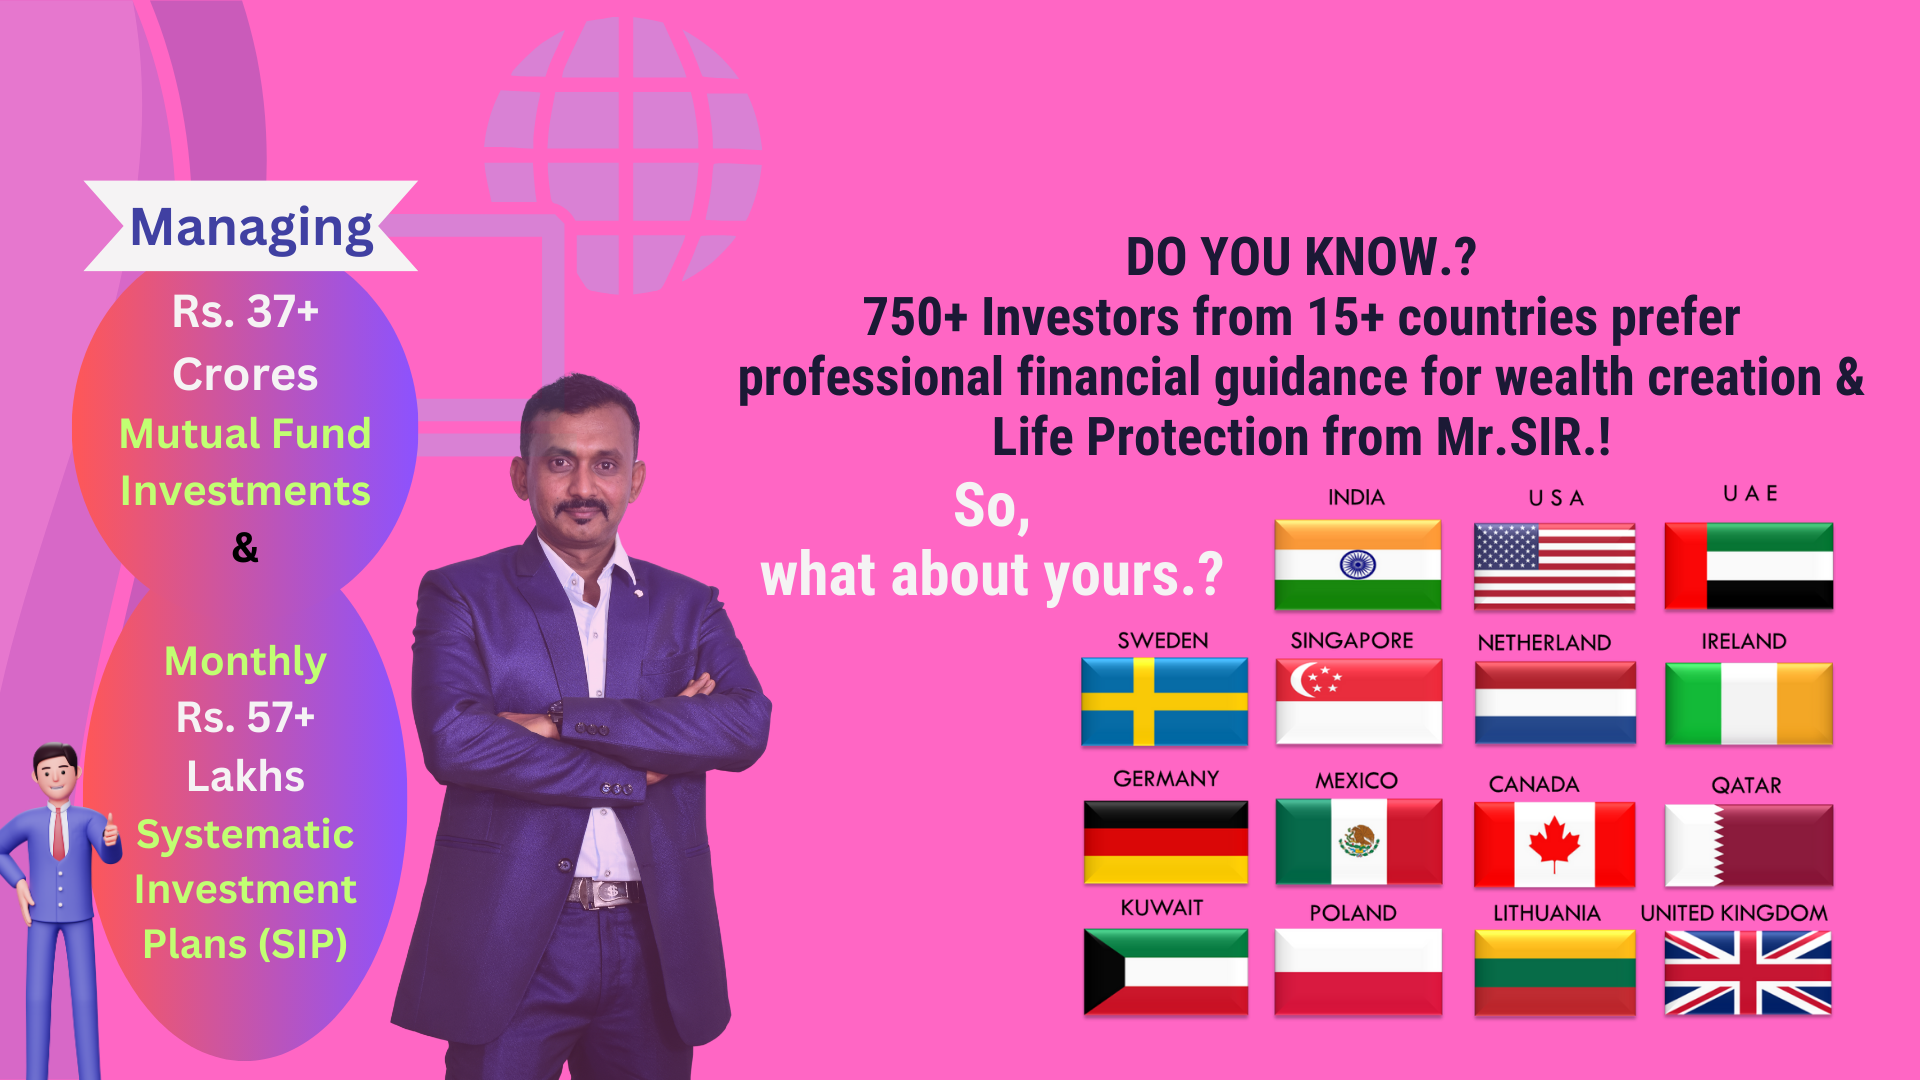 Managing
Rs. 37+
Crores
Mutual Fund
Investments
&
Monthly
Rs. 57+
Lakhs
Systematic
Investment
Plans (SIP)
DO YOU KNOW.?
750+ Investors from 15+ countries prefer
professional financial guidance for wealth creation &
Life Protection from Mr.SIR.!
So,
what about yours.?
INDIA
U S A
U A E
SWEDEN
SINGAPORE
NETHERLAND
IRELAND
GERMANY
MEXICO
CANADA
QATAR
KUWAIT
POLAND
LITHUANIA
UNITED KINGDOM